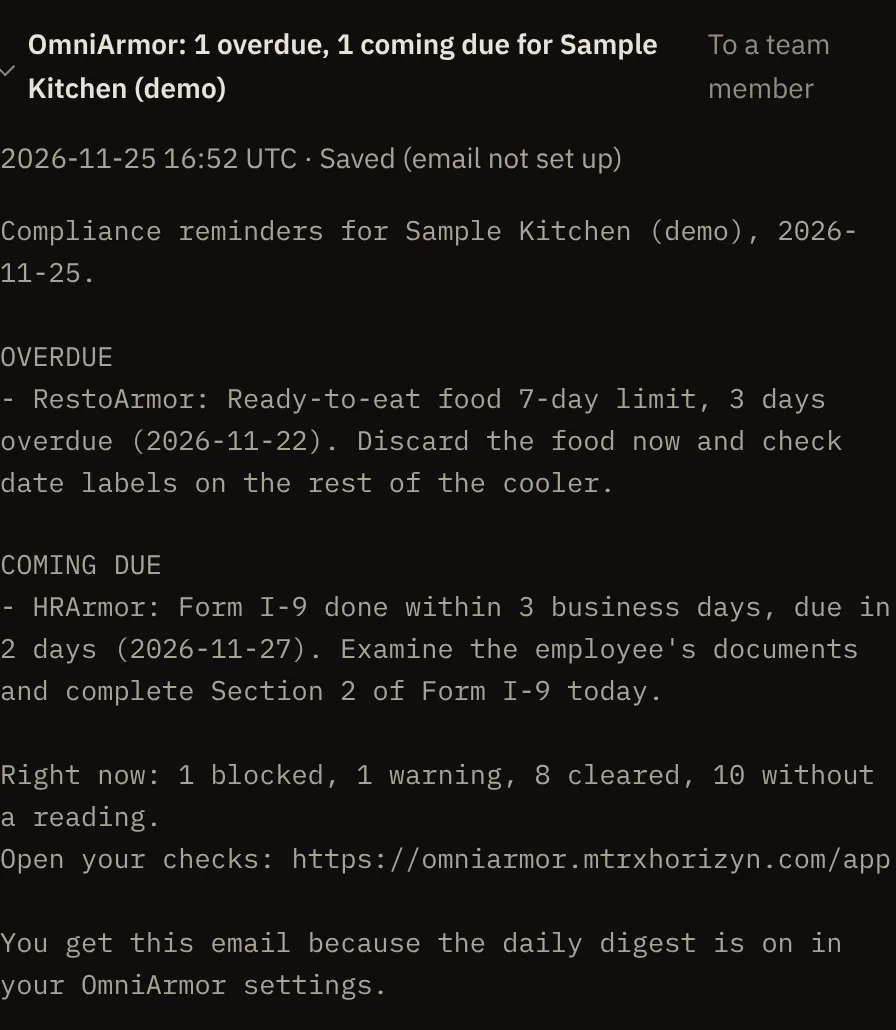 OmniArmor: 1 overdue, 1 coming due for Sample
Kitchen (demo)
To a team
member
2026-11-25 16:52 UTC · Saved (email not set up)
Compliance reminders for Sample Kitchen (demo), 2026-
11-25.
OVERDUE
- RestoArmor: Ready-to-eat food 7-day limit, 3 days
overdue (2026-11-22). Discard the food now and check
date labels on the rest of the cooler.
COMING DUE
- HRArmor: Form I-9 done within 3 business days, due in
2 days (2026-11-27). Examine the employee's documents
and complete Section 2 of Form I-9 today.
Right now: 1 blocked, 1 warning, 8 cleared, 10 without
a reading.
Open your checks: https://omniarmor.mtrxhorizyn.com/app
You get this email because the daily digest is on in
your OmniArmor settings.